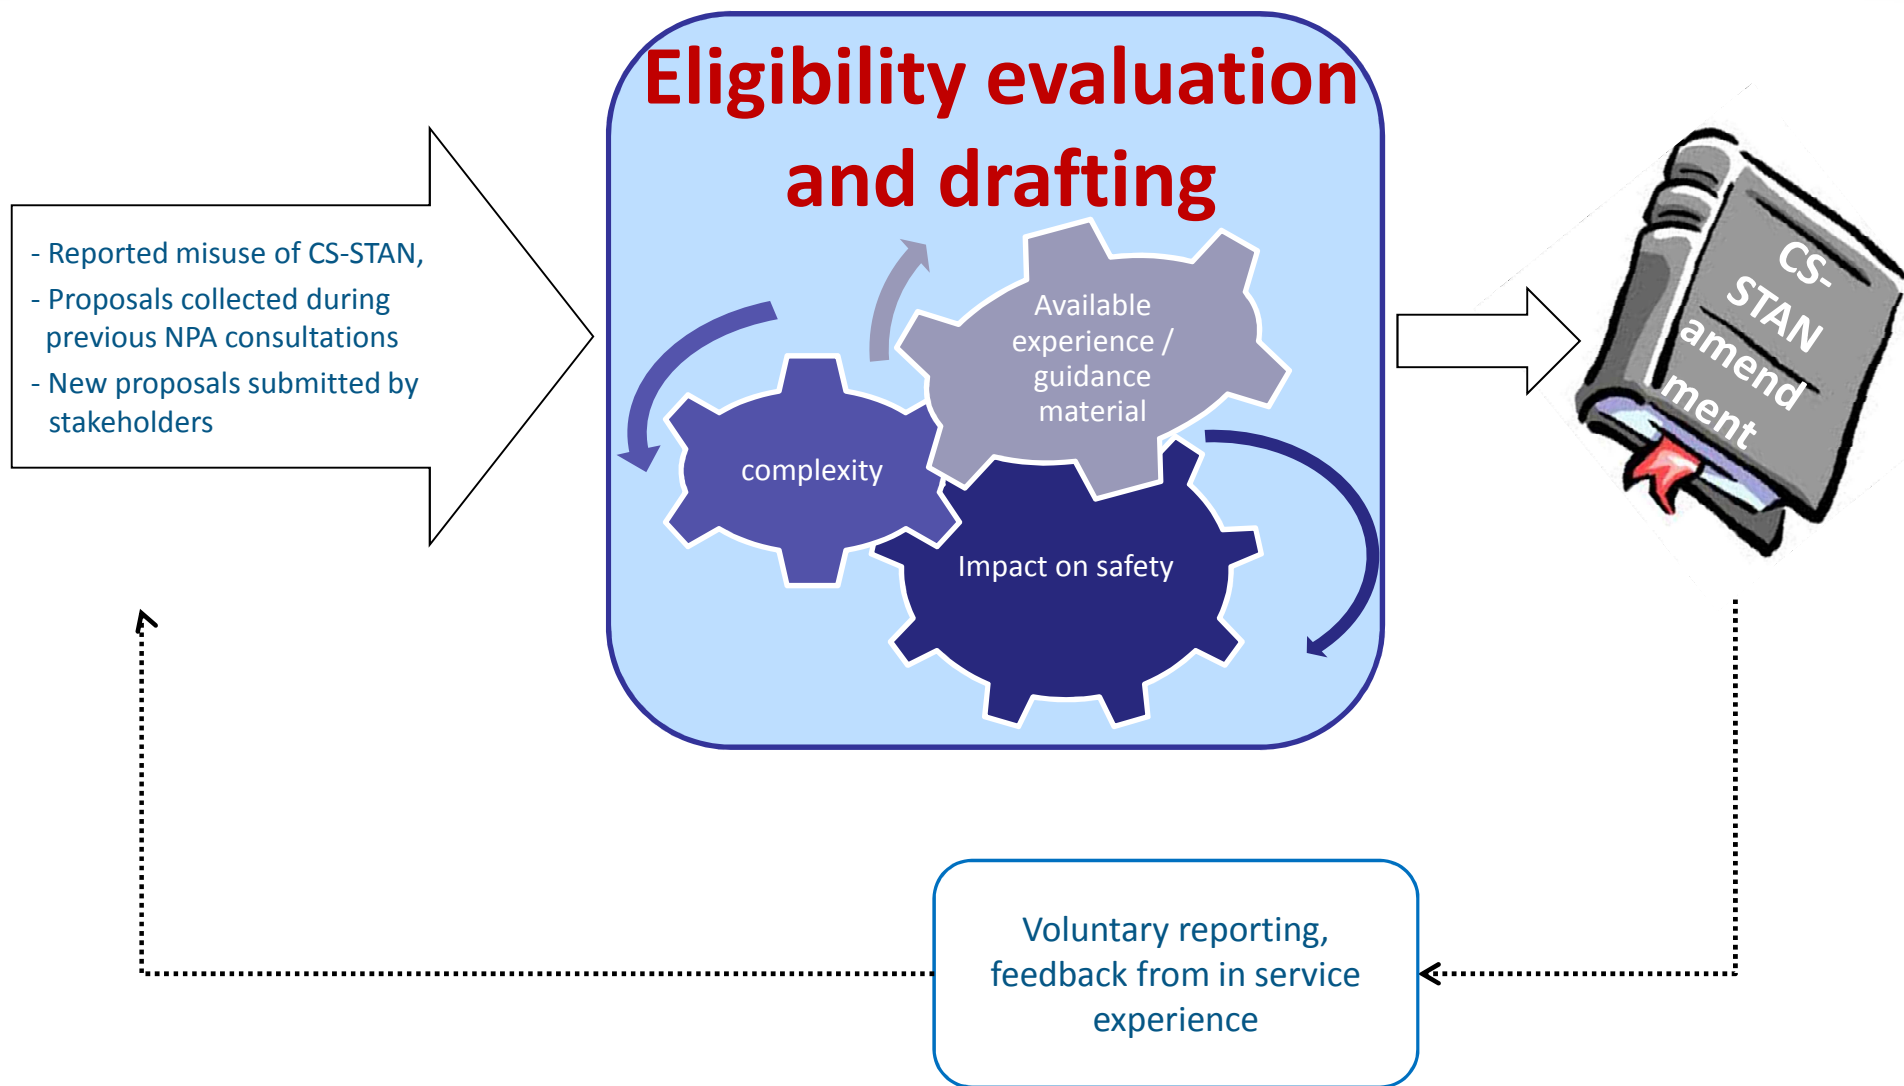 Eligibility evaluation
and drafting
- Reported misuse of CS-STAN,
- Proposals collected during
previous NPA consultations
- New proposals submitted by
stakeholders
Available
experience /
guidance
material
complexity
Impact on safety
CS-
STAN
amend
ment
Voluntary reporting,
feedback from in service
experience